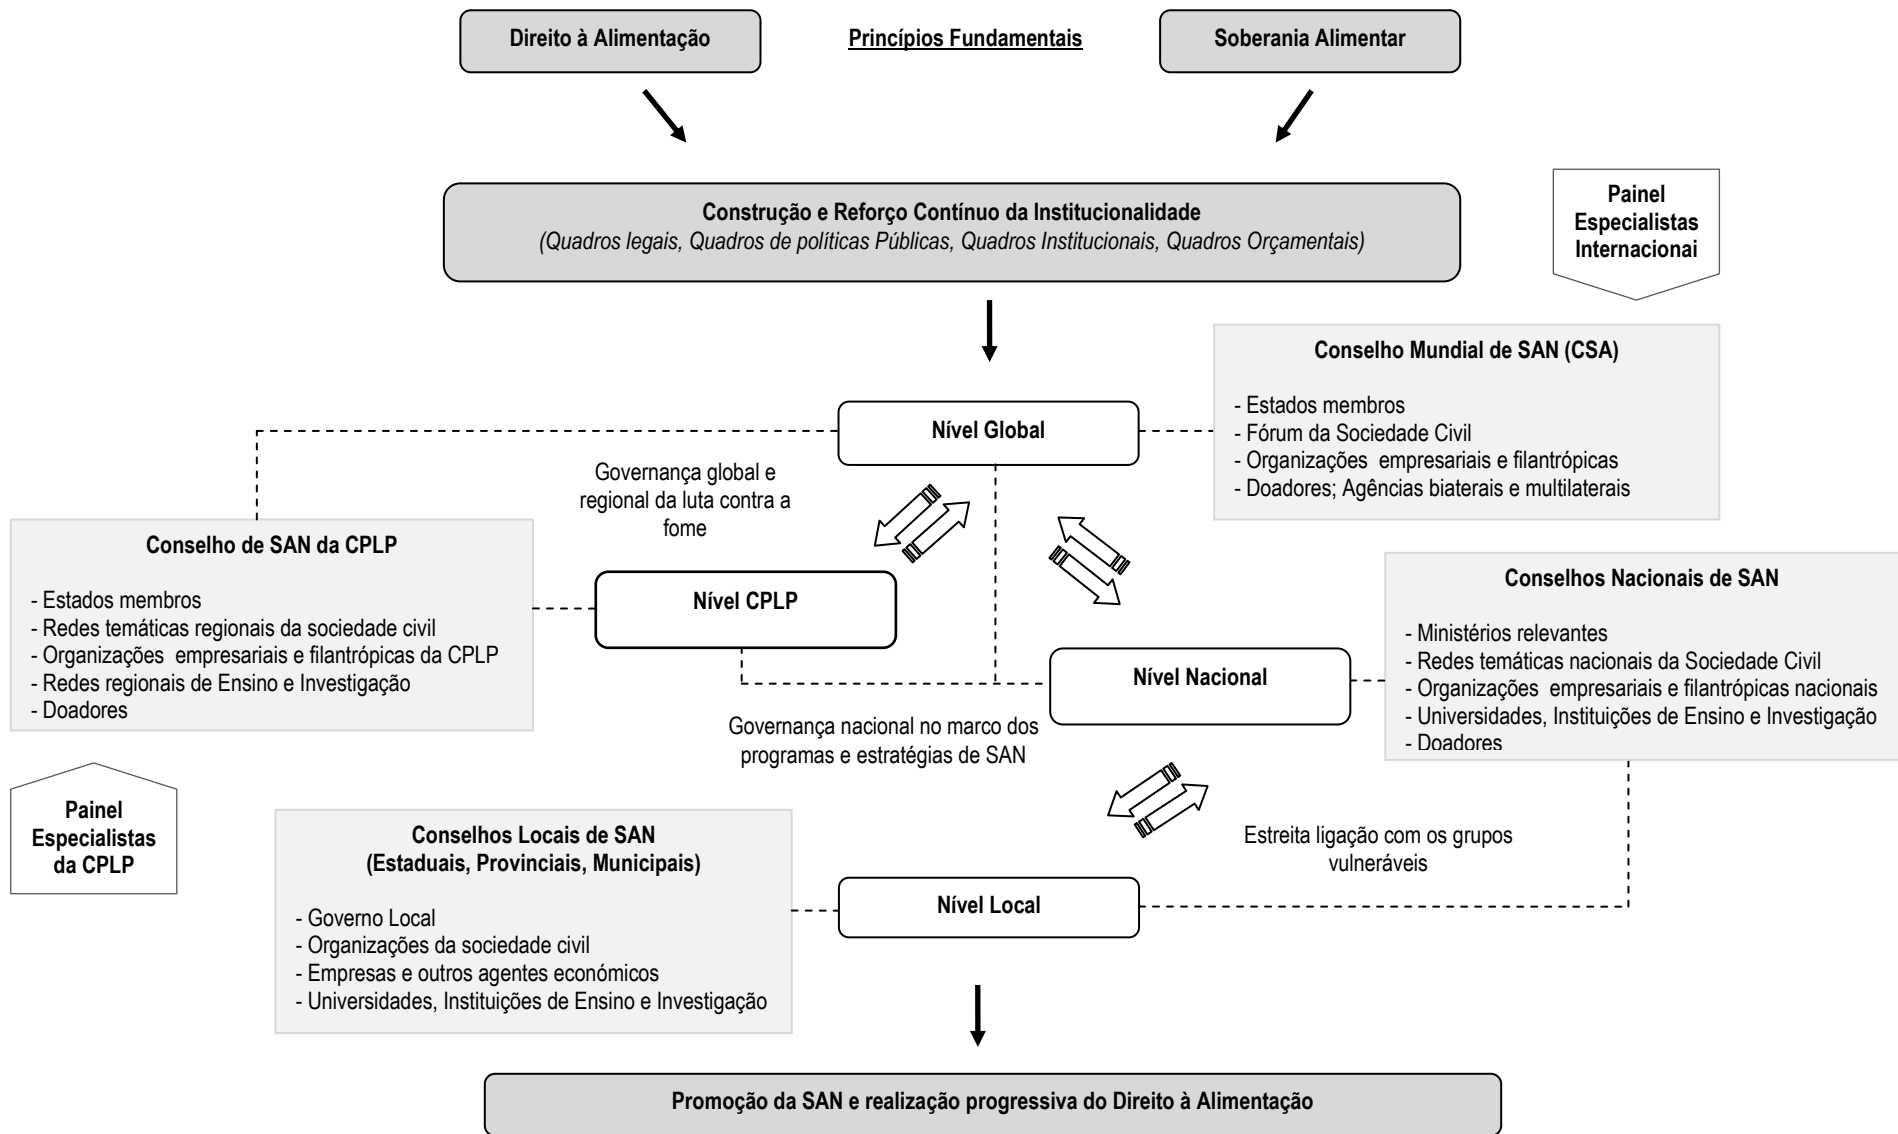 Direito à Alimentação
Princípios Fundamentais
Soberania Alimentar
Construção e Reforço Contínuo da Institucionalidade
(Quadros legais, Quadros de políticas Públicas, Quadros Institucionais, Quadros Orçamentais)
Painel
Especialistas
Internacionai
Conselho Mundial de SAN (CSA)
- Estados membros
- Fórum da Sociedade Civil
- Organizações empresariais e filantrópicas
- Doadores; Agências biaterais e multilaterais
Nível Global
Governança global e
regional da luta contra a
fome
Conselho de SAN da CPLP
- Estados membros
- Redes temáticas regionais da sociedade civil
- Organizações empresariais e filantrópicas da CPLP
- Redes regionais de Ensino e Investigação
- Doadores
Nível CPLP
Conselhos Nacionais de SAN
- Ministérios relevantes
- Redes temáticas nacionais da Sociedade Civil
- Organizações empresariais e filantrópicas nacionais
- Universidades, Instituições de Ensino e Investigação
- Doadores
Nível Nacional
Governança nacional no marco dos
programas e estratégias de SAN
Painel
Especialistas
da CPLP
Conselhos Locais de SAN
(Estaduais, Provinciais, Municipais)
- Governo Local
- Organizações da sociedade civil
- Empresas e outros agentes económicos
- Universidades, Instituições de Ensino e Investigação
Estreita ligação com os grupos
vulneráveis
Nível Local
Promoção da SAN e realização progressiva do Direito à Alimentação